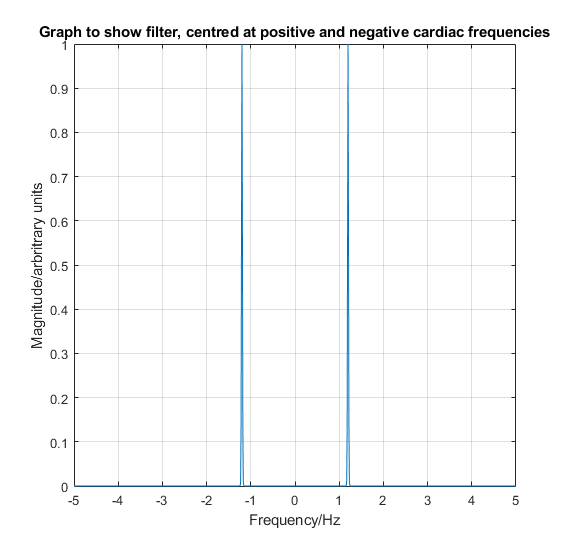 Graph to show filter, centred at positive and negative cardiac frequencies
1
0.9
0.8
0.7
0.6
0.5
0.4
0.3
0.2
0.1
0
Magnitude/arbritrary units
-5 -4 -3 -2 -1 0 1 2 3 4 5
Frequency/Hz